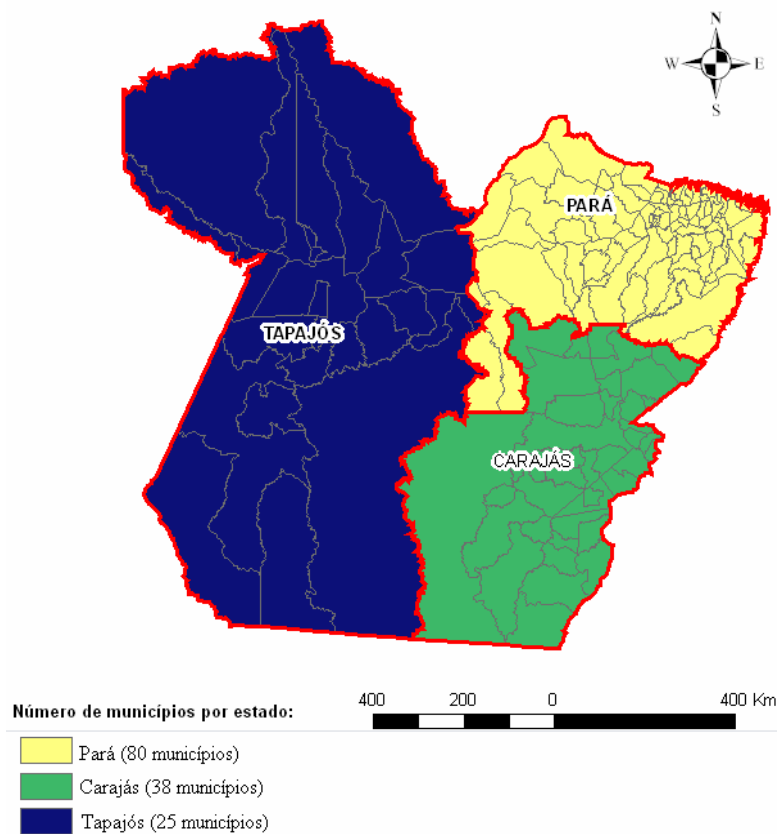 N
W E
S
PARÁ
TAPAJÓS
CARAJÁS
400 200 0 400 Km
Número de municípios por estado:
Pará (80 municípios)
Carajás (38 municípios)
Tapajós (25 municípios)